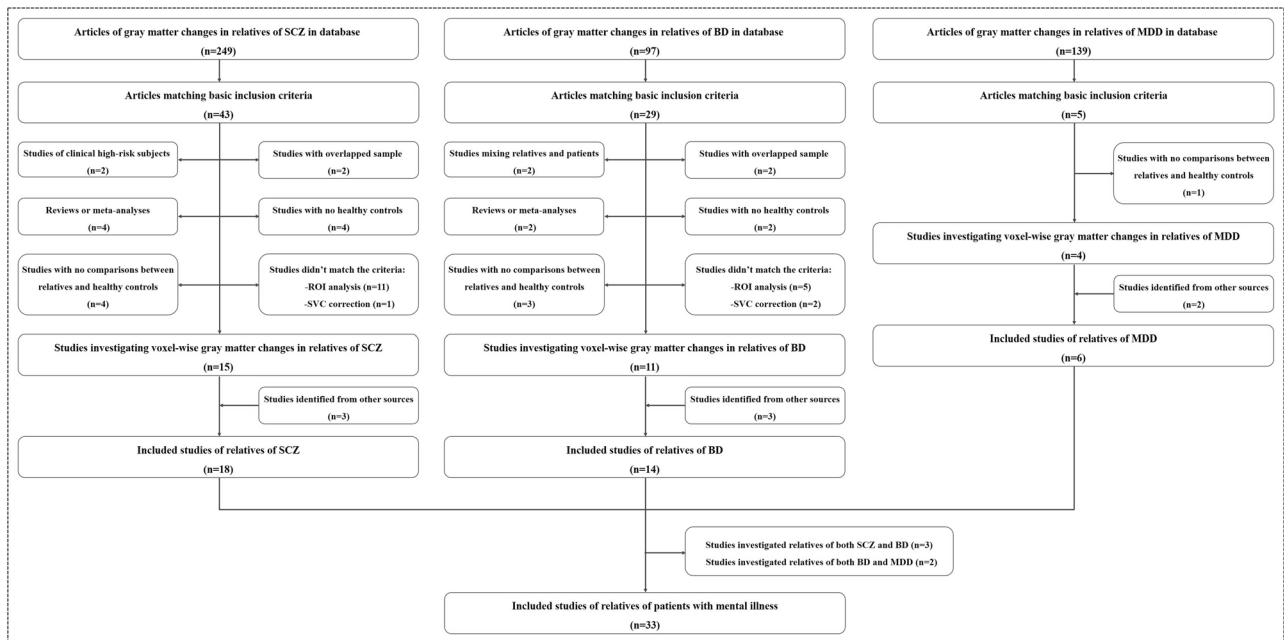 Articles of gray matter changes in relatives of SCZ in database
(n=249)
Articles matching basic inclusion criteria
(n=43)
Studies of clinical high-risk subjects
(n=2)
Studies with overlapped sample
(n=2)
Reviews or meta-analyses
(n=4)
Studies with no healthy controls
(n=4)
Studies with no comparisons between
relatives and healthy controls
(n=4)
Studies didn't match the criteria:
-ROI analysis (n=11)
-SVC correction (n=1)
Studies investigating voxel-wise gray matter changes in relatives of SCZ
(n=15)
Studies identified from other sources
(n=3)
Included studies of relatives of SCZ
(n=18)
Articles of gray matter changes in relatives of BD in database
(n=97)
Articles matching basic inclusion criteria
(n=29)
Studies mixing relatives and patients
(n=2)
Studies with overlapped sample
(n=2)
Reviews or meta-analyses
(n=2)
Studies with no healthy controls
(n=2)
Studies with no comparisons between
relatives and healthy controls
(n=3)
Studies didn't match the criteria:
-ROI analysis (n=5)
-SVC correction (n=2)
Studies investigating voxel-wise gray matter changes in relatives of BD
(n=11)
Studies identified from other sources
(n=3)
Included studies of relatives of BD
(n=14)
Articles of gray matter changes in relatives of MDD in database
(n=139)
Articles matching basic inclusion criteria
(n=5)
Studies with no comparisons between
relatives and healthy controls
(n=1)
Studies investigating voxel-wise gray matter changes in relatives of MDD
(n=4)
Studies identified from other sources
(n=2)
Included studies of relatives of MDD
(n=6)
Studies investigated relatives of both SCZ and BD (n=3)
Studies investigated relatives of both BD and MDD (n=2)
Included studies of relatives of patients with mental illness
(n=33)